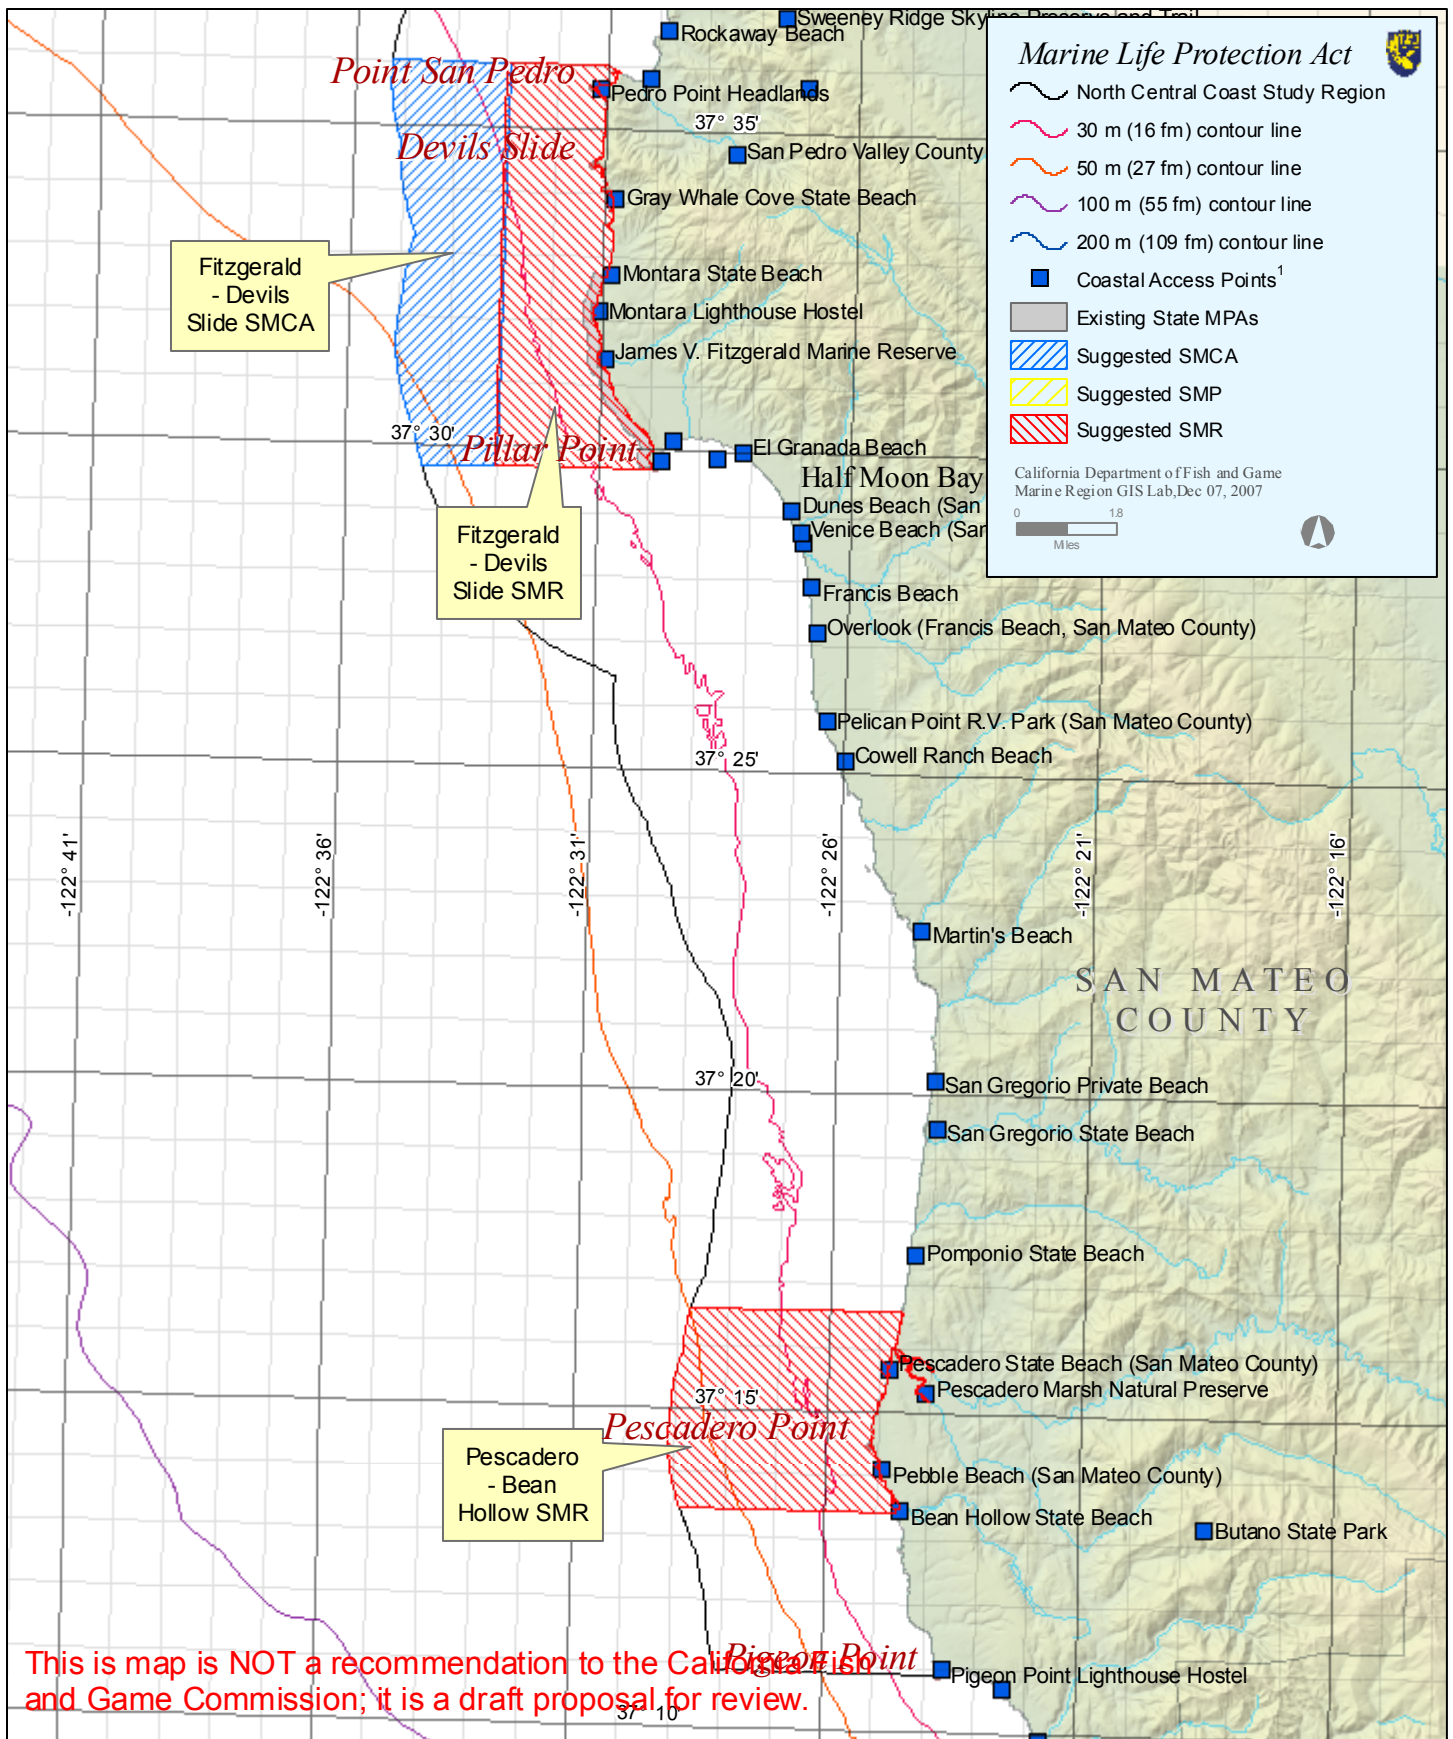 Sweeney Ridge Skyline Preserve and Trail
Rockaway Beach
Point San Pedro
Pedro Point Headlands
37° 35'
Devils Slide
San Pedro Valley County
Gray Whale Cove State Beach
Fitzgerald
- Devils
Slide SMCA
Montara State Beach
Montara Lighthouse Hostel
James V. Fitzgerald Marine Reserve
37° 30'
Pillar Point
El Granada Beach
Half Moon Bay
Dunes Beach (San
Venice Beach (San
Fitzgerald
- Devils
Slide SMR
Francis Beach
Overlook (Francis Beach, San Mateo County)
Pelican Point R.V. Park (San Mateo County)
37° 25'
Cowell Ranch Beach
-122° 41'
-122° 36'
-122° 31'
-122° 26'
-122° 21'
-122° 16'
Martin's Beach
SAN MATEO
COUNTY
37° 20'
San Gregorio Private Beach
San Gregorio State Beach
Pomponio State Beach
Pescadero State Beach (San Mateo County)
37° 15'
Pescadero Marsh Natural Preserve
Pescadero Point
Pescadero
- Bean
Hollow SMR
Pebble Beach (San Mateo County)
Bean Hollow State Beach
Butano State Park
Pigeon Point
Pigeon Point Lighthouse Hostel
This is map is NOT a recommendation to the California Fish
and Game Commission; it is a draft proposal for review.
37° 10'
Marine Life Protection Act
North Central Coast Study Region
30 m (16 fm) contour line
50 m (27 fm) contour line
100 m (55 fm) contour line
200 m (109 fm) contour line
Coastal Access Points1
Existing State MPAs
Suggested SMCA
Suggested SMP
Suggested SMR
California Department of Fish and Game
Marine Region GIS Lab,Dec 07, 2007
0 1.8
Miles